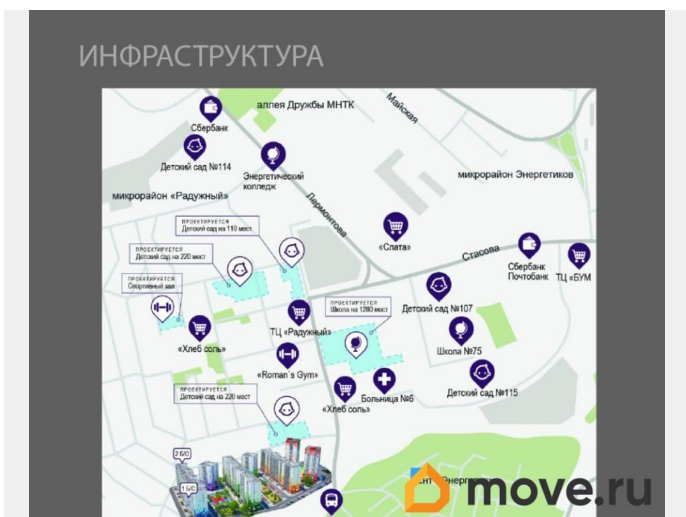 ИНФРАСТРУКТУРА
аллея Дружбы МНТК
Майская
Сбербанк
Детский сад №114
Энергетический
колледж
микрорайон Энергетиков
микрорайон «Радужный»
Лермонтова
ПРОЕКТИРУЕТСЯ
Детский сад на 110 мест
«Слата»
Стасова
ПРОЕКТИРУЕТСЯ
Детский сад на 220 мест
Сбербанк
Почтобанк
ТЦ «БУМ
ПРОЕКТИРУЕТСЯ
Спортивный зал
ПРОЕКТИРУЕТСЯ
Школа на 1280 мест
Детский сад №107
ТЦ «Радужный»
«Хлеб соль»
Школа №75
«Roman`s Gym»
ПРОЕКТИРУЕТСЯ
Детский сад на 220 мест
«Хлеб соль»
Больница №6
Детский сад №115
2 Б/С
1 Б/С
move.ru